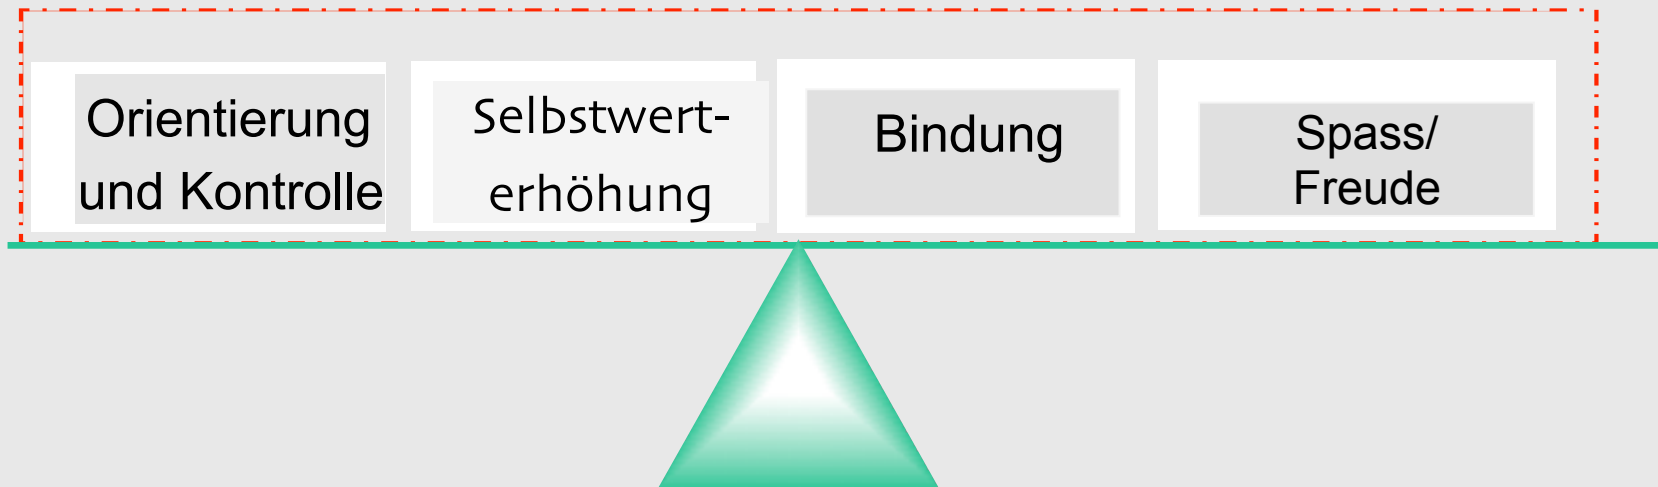 Orientierung
und Kontrolle
Selbstwert-
erhöhung
Bindung
Spass/
Freude